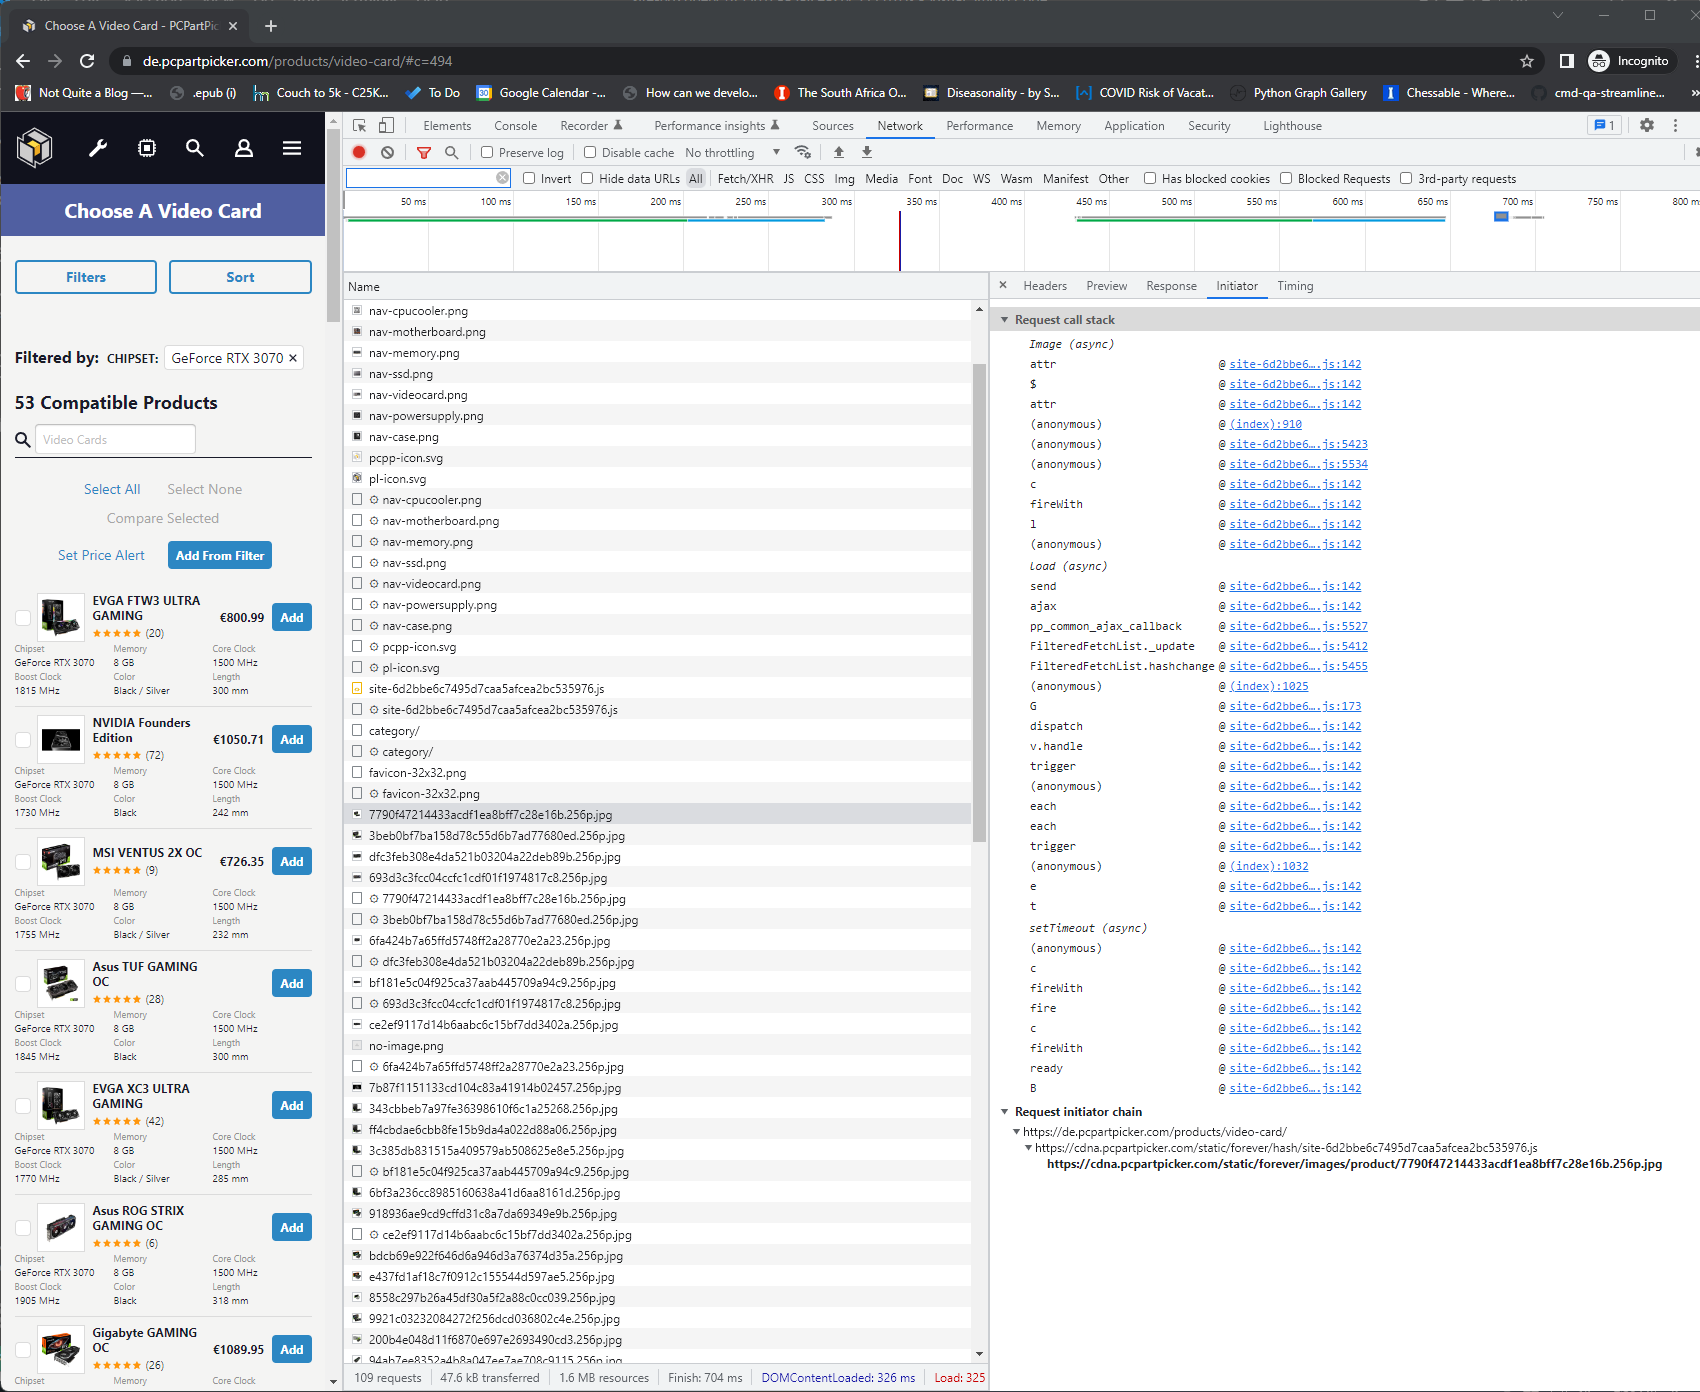 Choose A Video Card - PCPartPic
de.pcpartpicker.com/products/video-card/#c=494
Incognito
Not Quite a Blog —...
.epub (i)
Couch to 5k - C25K...
To Do
Google Calendar -...
How can we develo...
The South Africa O...
Diseasonality - by S...
COVID Risk of Vacat...
Python Graph Gallery
Chessable - Where...
cmd-qa-streamline...
Choose A Video Card
Filters
Sort
Filtered by: CHIPSET: GeForce RTX 3070 ×
53 Compatible Products
Video Cards
Select All
Select None
Compare Selected
Set Price Alert
Add From Filter
EVGA FTW3 ULTRA GAMING
(20)
€800.99
Add
Chipset Memory Core Clock
GeForce RTX 3070 8 GB 1500 MHz
Boost Clock Color Length
1815 MHz Black / Silver 300 mm
NVIDIA Founders Edition
(72)
€1050.71
Add
Chipset Memory Core Clock
GeForce RTX 3070 8 GB 1500 MHz
Boost Clock Color Length
1730 MHz Black 242 mm
MSI VENTUS 2X OC
(9)
€726.35
Add
Chipset Memory Core Clock
GeForce RTX 3070 8 GB 1500 MHz
Boost Clock Color Length
1755 MHz Black / Silver 232 mm
Asus TUF GAMING OC
(28)
Add
Chipset Memory Core Clock
GeForce RTX 3070 8 GB 1500 MHz
Boost Clock Color Length
1845 MHz Black 300 mm
EVGA XC3 ULTRA GAMING
(42)
Add
Chipset Memory Core Clock
GeForce RTX 3070 8 GB 1500 MHz
Boost Clock Color Length
1770 MHz Black / Silver 285 mm
Asus ROG STRIX GAMING OC
(6)
Add
Chipset Memory Core Clock
GeForce RTX 3070 8 GB 1500 MHz
Boost Clock Color Length
1905 MHz Black 318 mm
Gigabyte GAMING OC
(26)
€1089.95
Add
Chipset Memory Core Clock
Elements Console Recorder Performance insights Sources Network Performance Memory Application Security Lighthouse 1
Preserve log Disable cache No throttling
Invert Hide data URLs All Fetch/XHR JS CSS Img Media Font Doc WS Wasm Manifest Other Has blocked cookies Blocked Requests 3rd-party requests
50 ms 100 ms 150 ms 200 ms 250 ms 300 ms 350 ms 400 ms 450 ms 500 ms 550 ms 600 ms 650 ms 700 ms 750 ms 800 m
Name
nav-cpucooler.png
nav-motherboard.png
nav-memory.png
nav-ssd.png
nav-videocard.png
nav-powersupply.png
nav-case.png
pcpp-icon.svg
pl-icon.svg
nav-cpucooler.png
nav-motherboard.png
nav-memory.png
nav-ssd.png
nav-videocard.png
nav-powersupply.png
nav-case.png
pcpp-icon.svg
pl-icon.svg
site-6d2bbe6c7495d7caa5afcea2bc535976.js
site-6d2bbe6c7495d7caa5afcea2bc535976.js
category/
category/
favicon-32x32.png
favicon-32x32.png
7790f47214433acdf1ea8bff7c28e16b.256p.jpg
3beb0bf7ba158d78c55d6b7ad77680ed.256p.jpg
dfc3feb308e4da521b03204a22deb89b.256p.jpg
693d3c3fcc04ccfc1cdf01f1974817c8.256p.jpg
7790f47214433acdf1ea8bff7c28e16b.256p.jpg
3beb0bf7ba158d78c55d6b7ad77680ed.256p.jpg
6fa424b7a65ffd5748ff2a28770e2a23.256p.jpg
dfc3feb308e4da521b03204a22deb89b.256p.jpg
bf181e5c04f925ca37aab445709a94c9.256p.jpg
693d3c3fcc04ccfc1cdf01f1974817c8.256p.jpg
ce2ef9117d14b6aabc6c15bf7dd3402a.256p.jpg
no-image.png
6fa424b7a65ffd5748ff2a28770e2a23.256p.jpg
7b87f1151133cd104c83a41914b02457.256p.jpg
343cbbeb7a97fe36398610f6c1a25268.256p.jpg
ff4cbdae6cbb8fe15b9da4a022d88a06.256p.jpg
3c385db831515a409579ab508625e8e5.256p.jpg
bf181e5c04f925ca37aab445709a94c9.256p.jpg
6bf3a236cc8985160638a41d6aa8161d.256p.jpg
918936ae9cd9cffd31c8a7da69349e9b.256p.jpg
ce2ef9117d14b6aabc6c15bf7dd3402a.256p.jpg
bdcb69e922f646d6a946d3a76374d35a.256p.jpg
e437fd1af18c7f0912c155544d597ae5.256p.jpg
8558c297b26a45df30a5f2a88c0cc039.256p.jpg
9921c03232084272f256dcd036802c4e.256p.jpg
200b4e048d11f6870e697e2693490cd3.256p.jpg
94ab7ee8352a4b8a047ee7ae708c9115.256p.jpg
109 requests 47.6 kB transferred 1.6 MB resources Finish: 704 ms DOMContentLoaded: 326 ms Load: 325
× Headers Preview Response Initiator Timing
Request call stack
Image (async)
attr @ site-6d2bbe6….js:142
$ @ site-6d2bbe6….js:142
attr @ site-6d2bbe6….js:142
(anonymous) @ (index):910
(anonymous) @ site-6d2bbe6….js:5423
(anonymous) @ site-6d2bbe6….js:5534
c @ site-6d2bbe6….js:142
fireWith @ site-6d2bbe6….js:142
l @ site-6d2bbe6….js:142
(anonymous) @ site-6d2bbe6….js:142
load (async)
send @ site-6d2bbe6….js:142
ajax @ site-6d2bbe6….js:142
pp_common_ajax_callback @ site-6d2bbe6….js:5527
FilteredFetchList._update @ site-6d2bbe6….js:5412
FilteredFetchList.hashchange @ site-6d2bbe6….js:5455
(anonymous) @ (index):1025
G @ site-6d2bbe6….js:173
dispatch @ site-6d2bbe6….js:142
v.handle @ site-6d2bbe6….js:142
trigger @ site-6d2bbe6….js:142
(anonymous) @ site-6d2bbe6….js:142
each @ site-6d2bbe6….js:142
each @ site-6d2bbe6….js:142
trigger @ site-6d2bbe6….js:142
(anonymous) @ (index):1032
e @ site-6d2bbe6….js:142
t @ site-6d2bbe6….js:142
setTimeout (async)
(anonymous) @ site-6d2bbe6….js:142
c @ site-6d2bbe6….js:142
fireWith @ site-6d2bbe6….js:142
fire @ site-6d2bbe6….js:142
c @ site-6d2bbe6….js:142
fireWith @ site-6d2bbe6….js:142
ready @ site-6d2bbe6….js:142
B @ site-6d2bbe6….js:142
Request initiator chain
https://de.pcpartpicker.com/products/video-card/
https://cdna.pcpartpicker.com/static/forever/hash/site-6d2bbe6c7495d7caa5afcea2bc535976.js
https://cdna.pcpartpicker.com/static/forever/images/product/7790f47214433acdf1ea8bff7c28e16b.256p.jpg